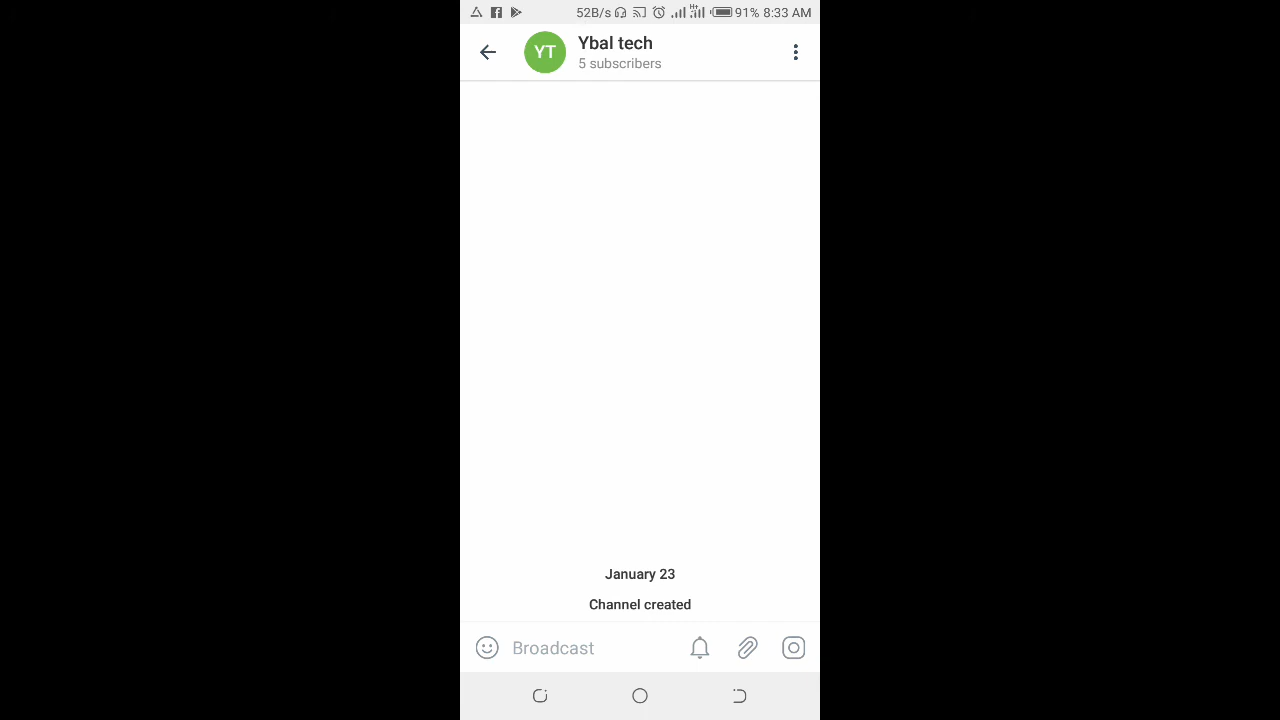 52B/s H+ 91% 8:33 AM
YT
Ybal tech
5 subscribers
January 23
Channel created
Broadcast